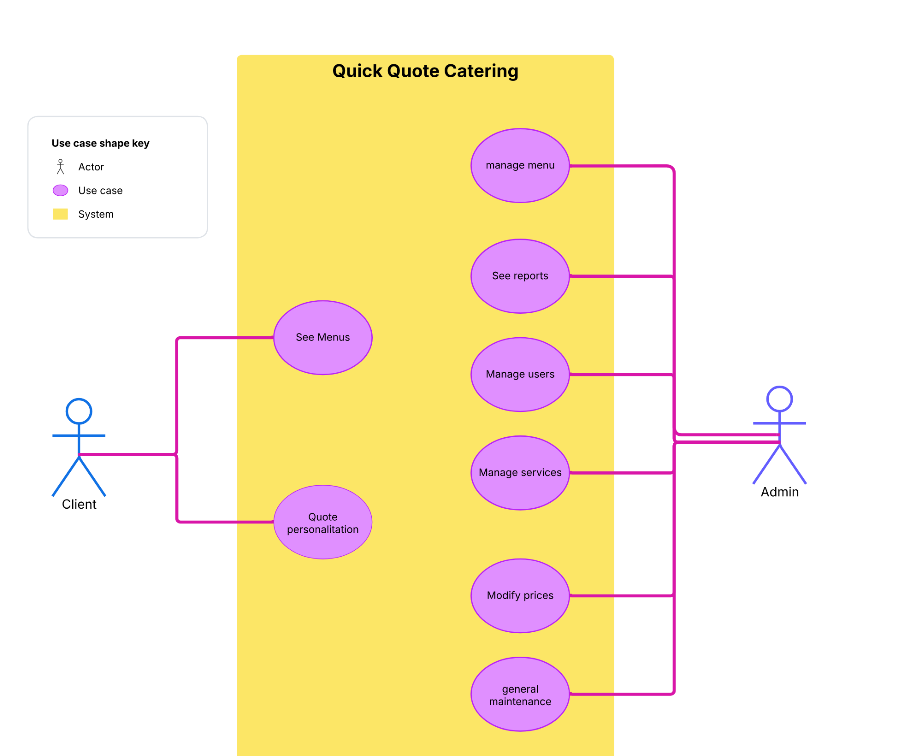 Quick Quote Catering
Use case shape key
Actor
Use case
System
manage menu
See reports
See Menus
Manage users
Manage services
Client
Admin
Quote
personalitation
Modify prices
general
maintenance